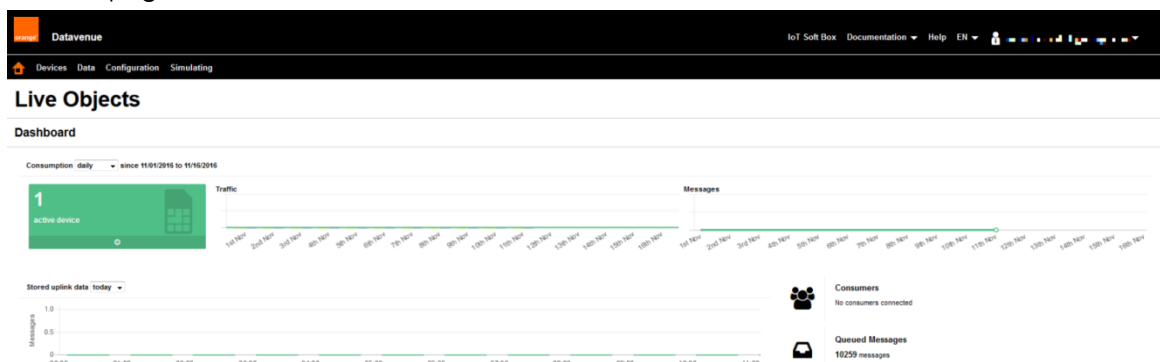 orange
Datavenue
IoT Soft Box Documentation Help EN
Devices Data Configuration Simulating
Live Objects
Dashboard
Consumption daily since 11/01/2016 to 11/16/2016
1
active device
Traffic
1st Nov 2nd Nov 3rd Nov 4th Nov 5th Nov 6th Nov 7th Nov 8th Nov 9th Nov 10th Nov 11th Nov 12th Nov 13th Nov 14th Nov 15th Nov 16th Nov
Messages
1st Nov 2nd Nov 3rd Nov 4th Nov 5th Nov 6th Nov 7th Nov 8th Nov 9th Nov 10th Nov 11th Nov 12th Nov 13th Nov 14th Nov 15th Nov 16th Nov
Stored uplink data today
Messages
1.0
0.5
0
Consumers
No consumers connected
Queued Messages
10259 messages